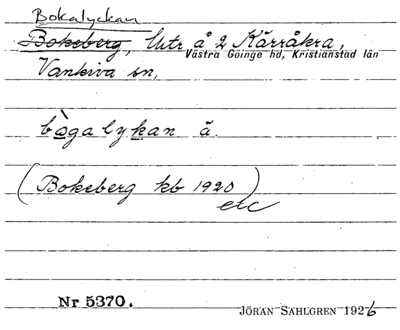 Bokalyckan
Bokeberg, Utr å 2 Kärråkra,
Västra Göinge hd, Kristianstad län
Vankiva sn,
bògalykan ä.
(Bokeberg kb 1920)
etc
Nr 5370.
JÖRAN SAHLGREN 1926